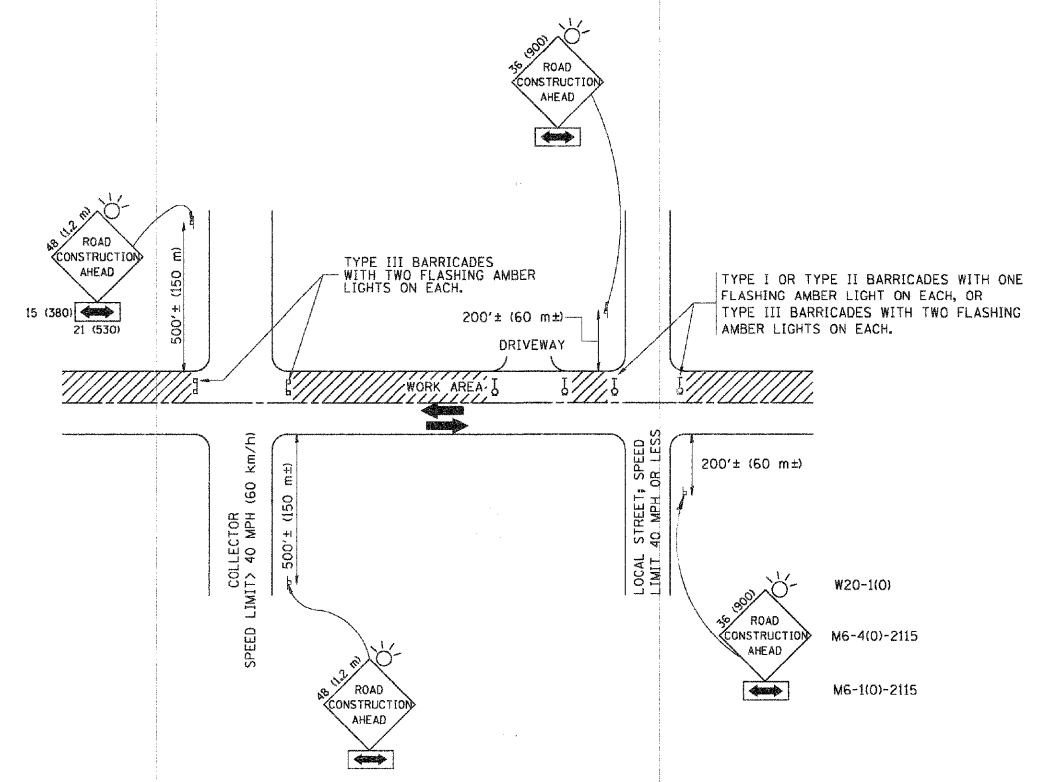 36 (900)
ROAD
CONSTRUCTION
AHEAD
48 (1.2 m)
ROAD
CONSTRUCTION
AHEAD
15 (380)
21 (530)
500'± (150 m)
TYPE III BARRICADES
WITH TWO FLASHING AMBER
LIGHTS ON EACH.
200'± (60 m±)
DRIVEWAY
TYPE I OR TYPE II BARRICADES WITH ONE
FLASHING AMBER LIGHT ON EACH, OR
TYPE III BARRICADES WITH TWO FLASHING
AMBER LIGHTS ON EACH.
WORK AREA
COLLECTOR
SPEED LIMIT> 40 MPH (60 km/h)
500'± (150 m±)
LOCAL STREET; SPEED
LIMIT 40 MPH OR LESS
200'± (60 m±)
48 (1.2 m)
ROAD
CONSTRUCTION
AHEAD
36 (900)
ROAD
CONSTRUCTION
AHEAD
W20-1(O)
M6-4(O)-2115
M6-1(O)-2115